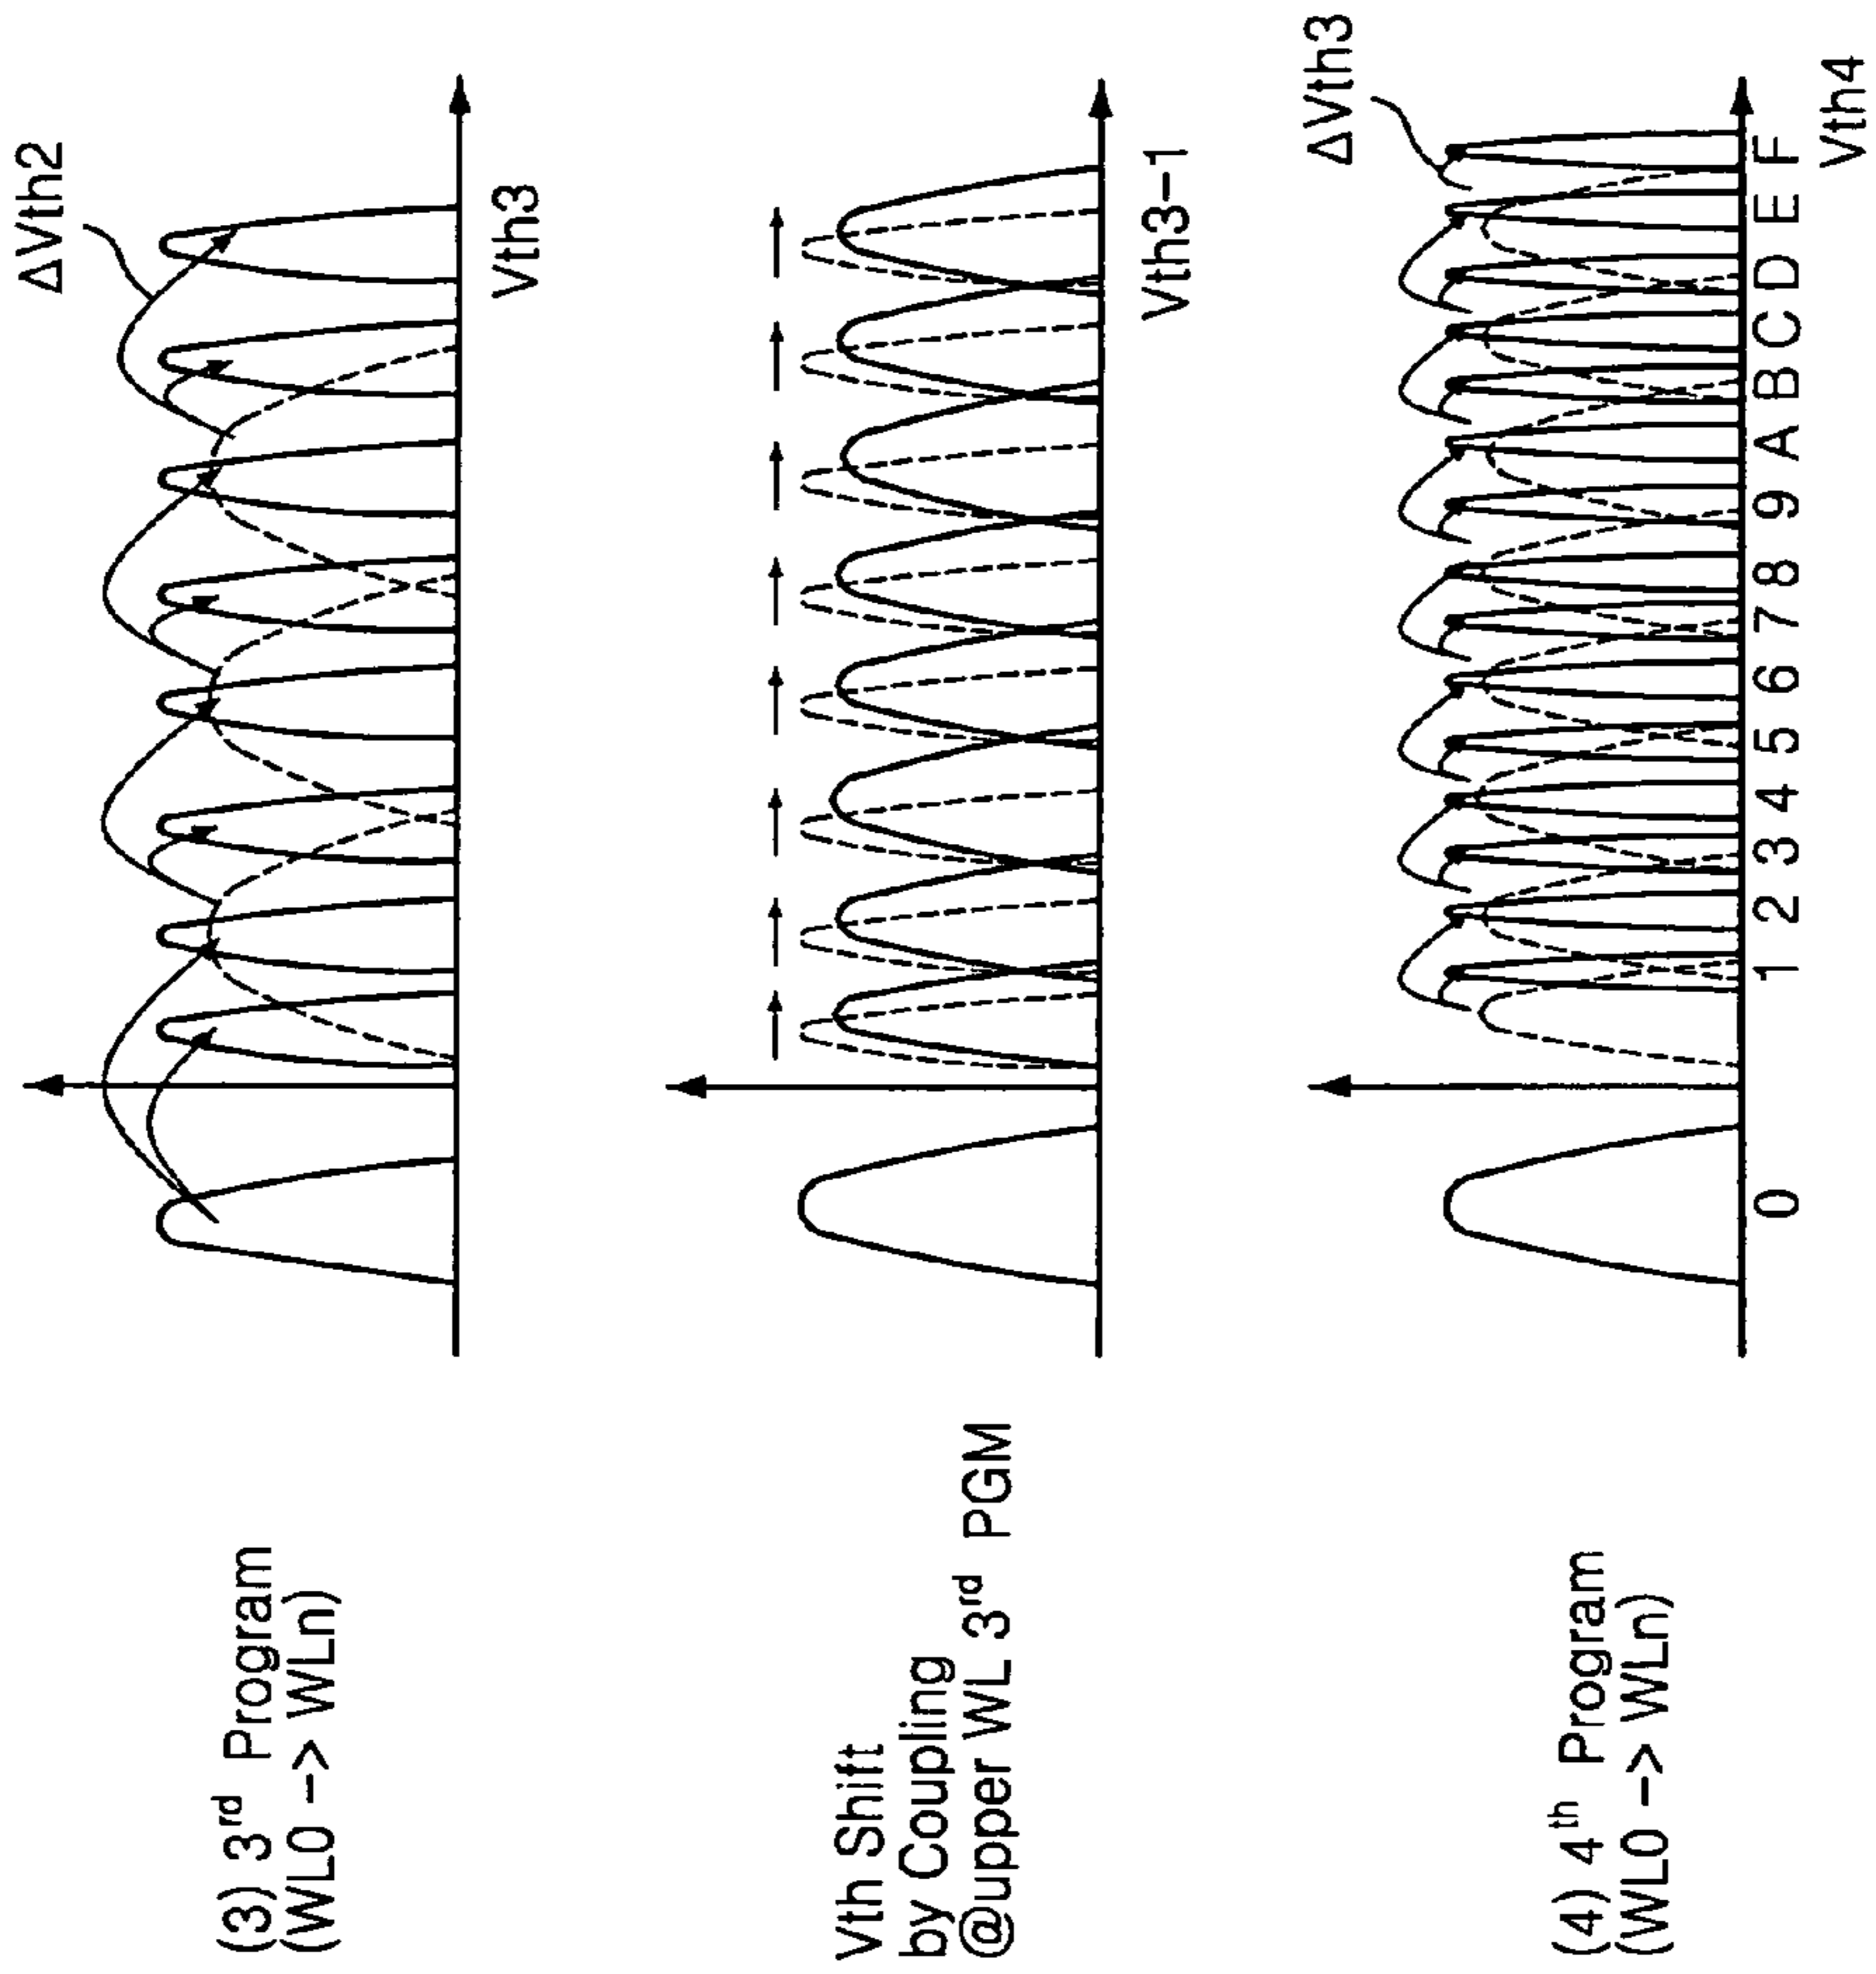 (3) 3rd Program
(WL0 -> WLn)
ΔVth2
Vth3
Vth Shift
by Coupling
@upper WL 3rd PGM
Vth3-1
(4) 4th Program
(WL0 -> WLn)
ΔVth3
0 1 2 3 4 5 6 7 8 9 A B C D E F
Vth4